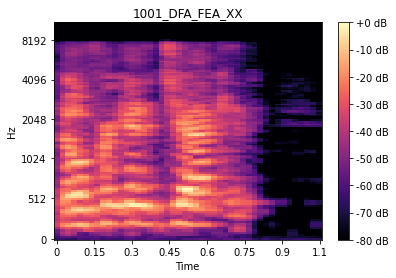 1001_DFA_FEA_XX
Hz
8192
4096
2048
1024
512
0
0 0.15 0.3 0.45 0.6 0.75 0.9 1.1
Time
+0 dB
-10 dB
-20 dB
-30 dB
-40 dB
-50 dB
-60 dB
-70 dB
-80 dB